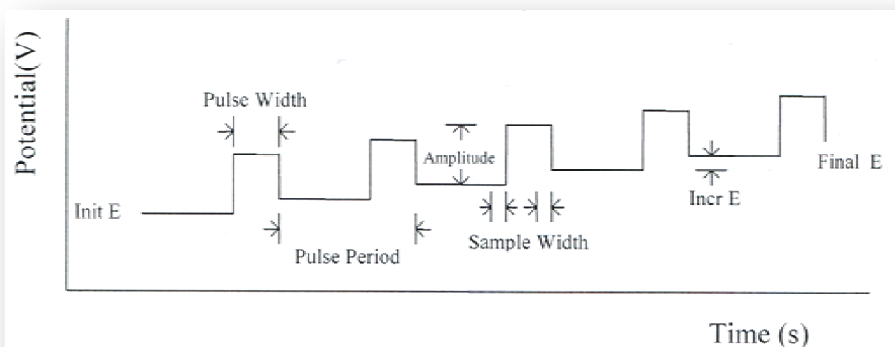 Potential(V)
Pulse Width
Amplitude
Init E
Final E
Incr E
Sample Width
Pulse Period
Time (s)